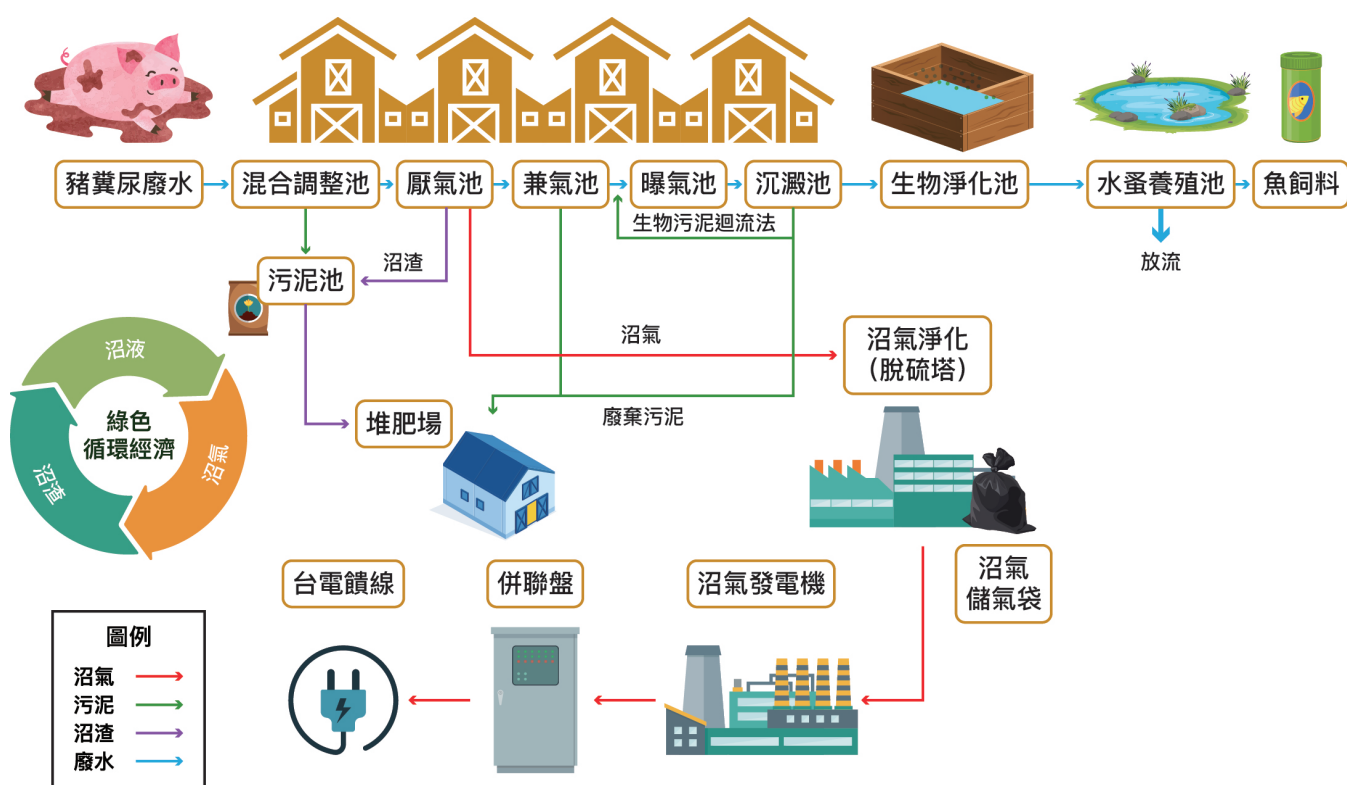 豬糞尿廢水
混合調整池
厭氣池
兼氣池
曝氣池
沉澱池
生物淨化池
水蚤養殖池
魚飼料
生物污泥迴流法
沼渣
放流
污泥池
沼氣
沼氣淨化
(脫硫塔)
沼液
沼氣
沼渣
綠色
循環經濟
堆肥場
廢棄污泥
台電饋線
併聯盤
沼氣發電機
沼氣
儲氣袋
圖例
沼氣
污泥
沼渣
廢水